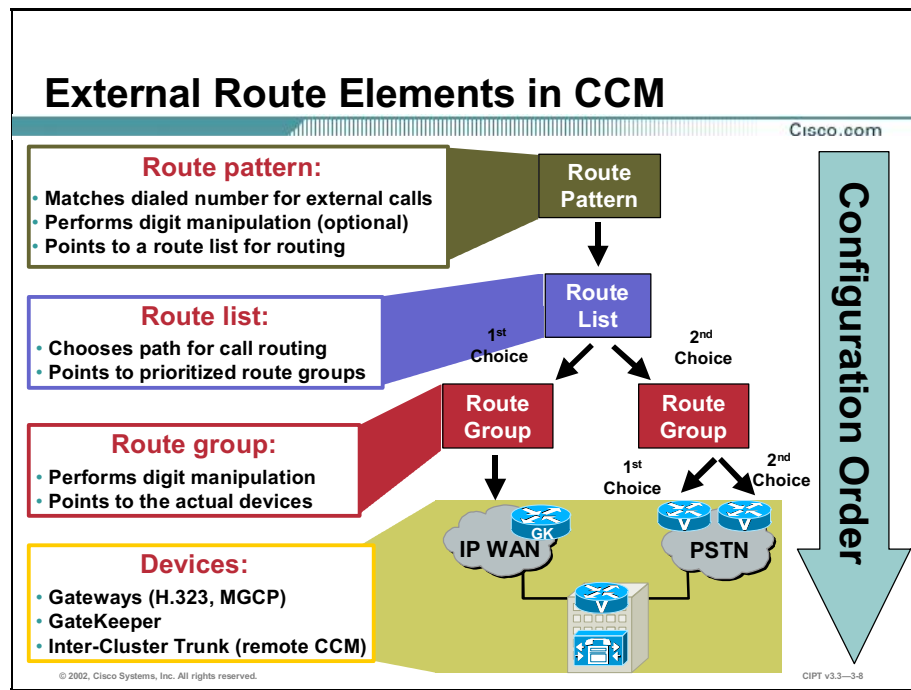 External Route Elements in CCM
Cisco.com
Route pattern:
• Matches dialed number for external calls
• Performs digit manipulation (optional)
• Points to a route list for routing
Route
Pattern
Route list:
• Chooses path for call routing
• Points to prioritized route groups
Route
List
1st
Choice
2nd
Choice
Route group:
• Performs digit manipulation
• Points to the actual devices
Route
Group
Route
Group
1st
Choice
2nd
Choice
Devices:
• Gateways (H.323, MGCP)
• GateKeeper
• Inter-Cluster Trunk (remote CCM)
GK
IP WAN
V
V
PSTN
V
Configuration Order
© 2002, Cisco Systems, Inc. All rights reserved.
CIPT v3.3—3-8